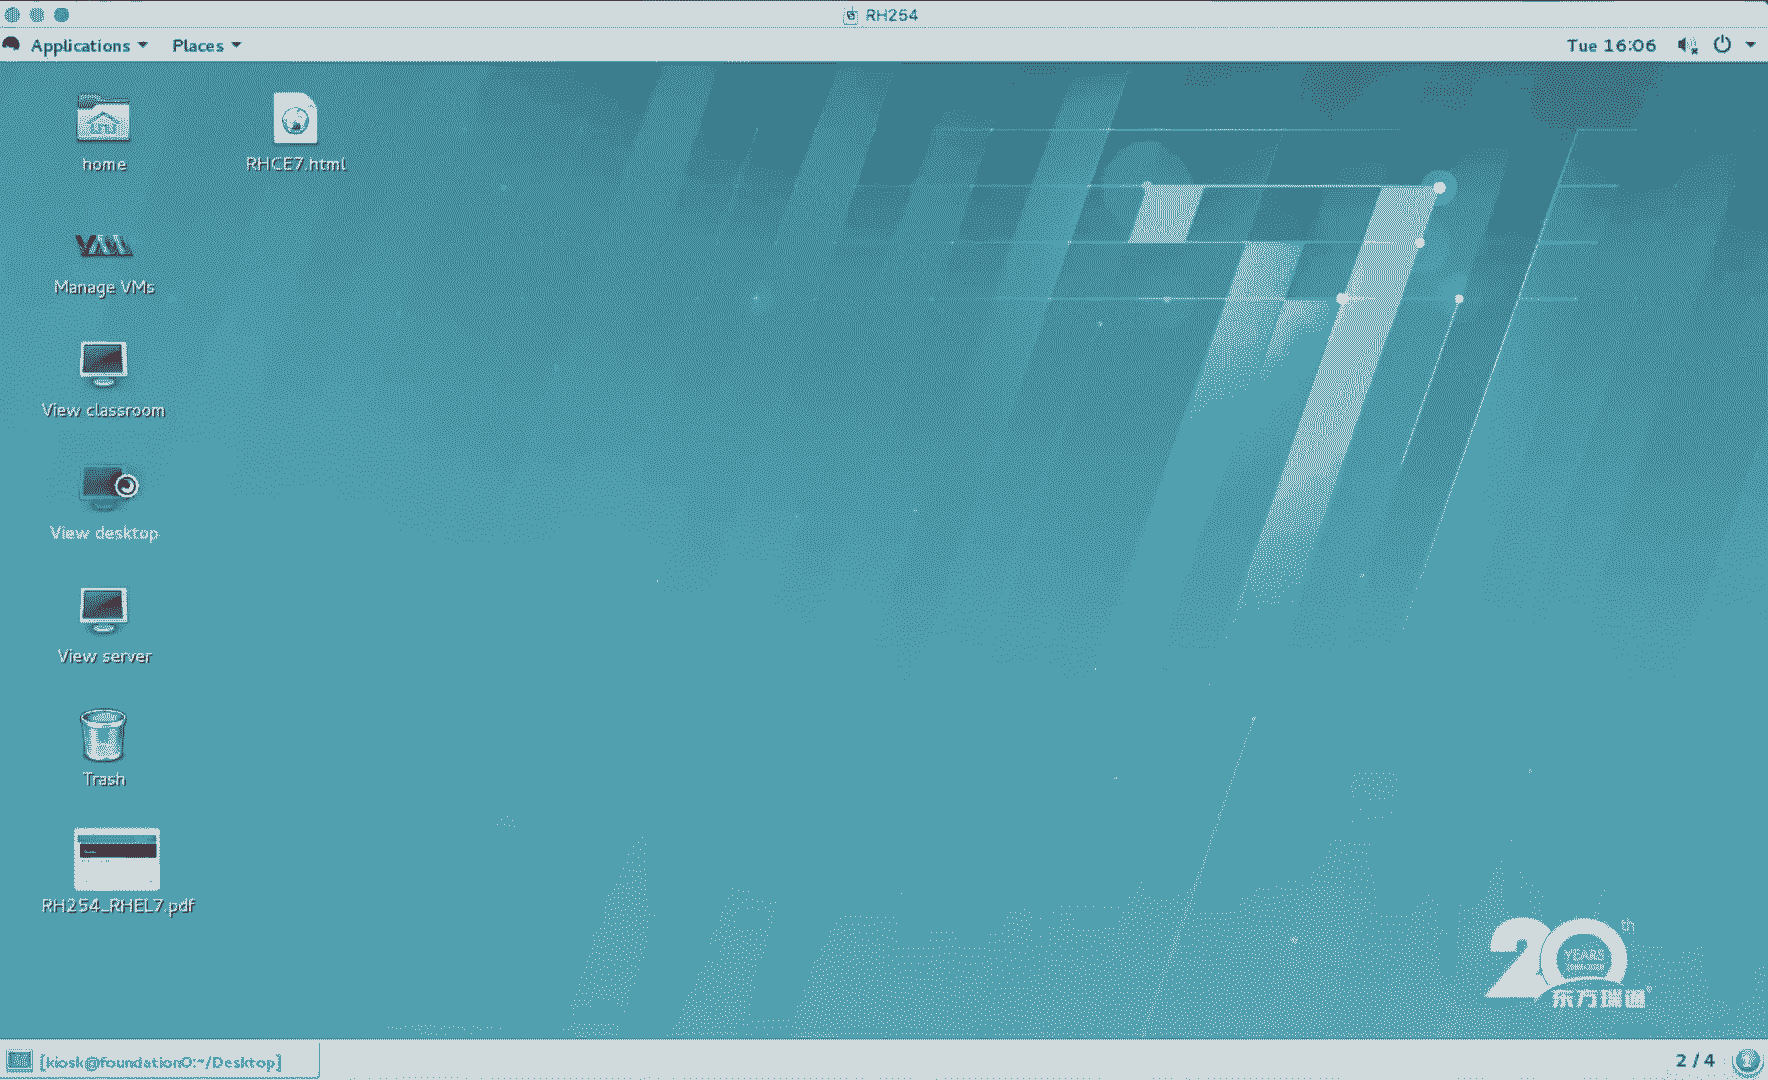 RH254
Applications
Places
Tue 16:06
home
RHCE7.html
Manage VMs
View classroom
View desktop
View server
Trash
RH254_RHEL7.pdf
20th
YEARS
东方瑞通
[kiosk@foundation0:~/Desktop]
2 / 4